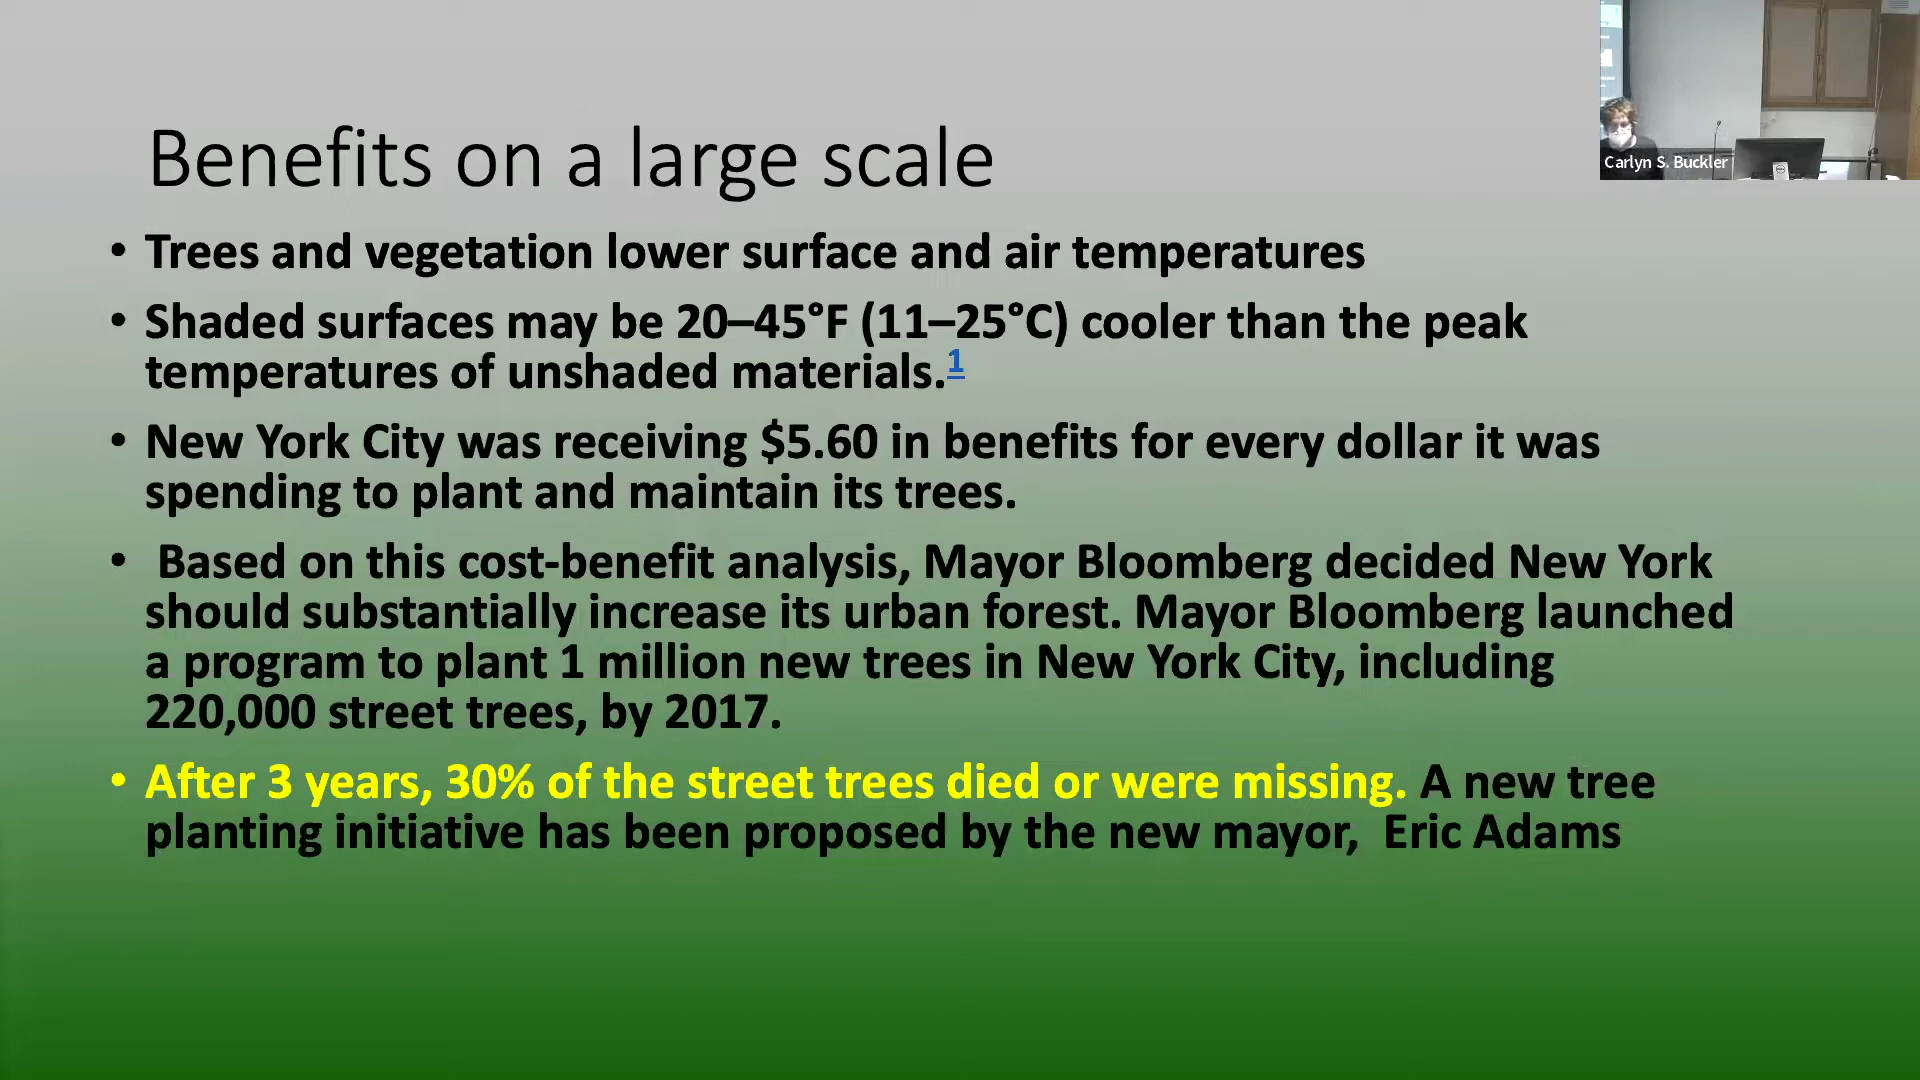 Benefits on a large scale
• Trees and vegetation lower surface and air temperatures
• Shaded surfaces may be 20–45°F (11–25°C) cooler than the peak
temperatures of unshaded materials.1
• New York City was receiving $5.60 in benefits for every dollar it was
spending to plant and maintain its trees.
• Based on this cost-benefit analysis, Mayor Bloomberg decided New York
should substantially increase its urban forest. Mayor Bloomberg launched
a program to plant 1 million new trees in New York City, including
220,000 street trees, by 2017.
• After 3 years, 30% of the street trees died or were missing. A new tree
planting initiative has been proposed by the new mayor, Eric Adams
Carlyn S. Buckler